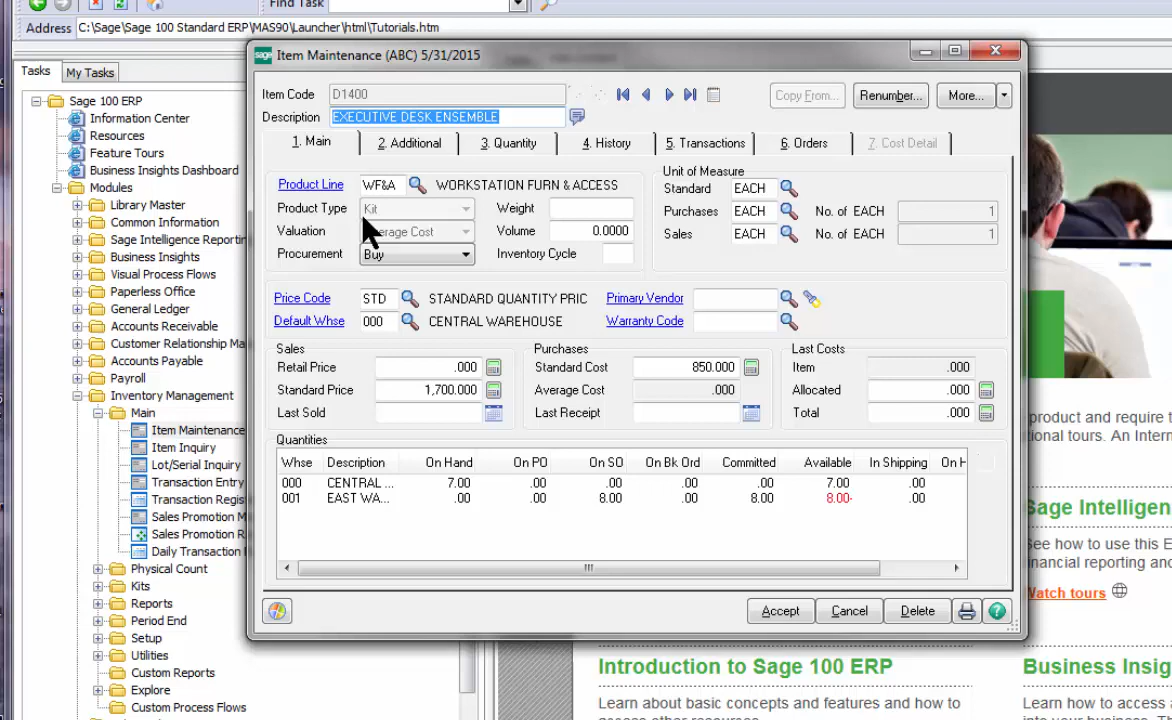 Find Task
Address C:\Sage\Sage 100 Standard ERP\MAS90\Launcher\html\Tutorials.htm
Tasks My Tasks
Sage 100 ERP
Information Center
Resources
Feature Tours
Business Insights Dashboard
Modules
Library Master
Common Information
Sage Intelligence Reportin
Business Insights
Visual Process Flows
Paperless Office
General Ledger
Accounts Receivable
Customer Relationship Ma
Accounts Payable
Payroll
Inventory Management
Main
Item Maintenance
Item Inquiry
Lot/Serial Inquiry
Transaction Entry
Transaction Regis
Sales Promotion M
Sales Promotion R
Daily Transaction
Physical Count
Kits
Reports
Period End
Setup
Utilities
Custom Reports
Explore
Custom Process Flows
sage Item Maintenance (ABC) 5/31/2015
Item Code D1400 Copy From... Renumber... More...
Description EXECUTIVE DESK ENSEMBLE
1. Main 2. Additional 3. Quantity 4. History 5. Transactions 6. Orders 7. Cost Detail
Product Line WF&A WORKSTATION FURN & ACCESS
Product Type Kit Weight
Valuation erage Cost Volume 0.0000
Procurement Buy Inventory Cycle
Unit of Measure
Standard EACH
Purchases EACH No. of EACH 1
Sales EACH No. of EACH 1
Price Code STD STANDARD QUANTITY PRIC Primary Vendor
Default Whse 000 CENTRAL WAREHOUSE Warranty Code
Sales
Retail Price .000
Standard Price 1,700.000
Last Sold
Purchases
Standard Cost 850.000
Average Cost .000
Last Receipt
Last Costs
Item .000
Allocated .000
Total .000
Quantities
Whse Description On Hand On PO On SO On Bk Ord Committed Available In Shipping On H
000 CENTRAL ... 7.00 .00 .00 .00 .00 7.00 .00
001 EAST WA... .00 .00 8.00 .00 8.00 8.00- .00
Accept Cancel Delete
product and require t
ional tours. An Intern
Sage Intelligen
See how to use this E
inancial reporting anc
Watch tours
Introduction to Sage 100 ERP
Learn about basic concepts and features and how to
Business Insig
Learn how to access